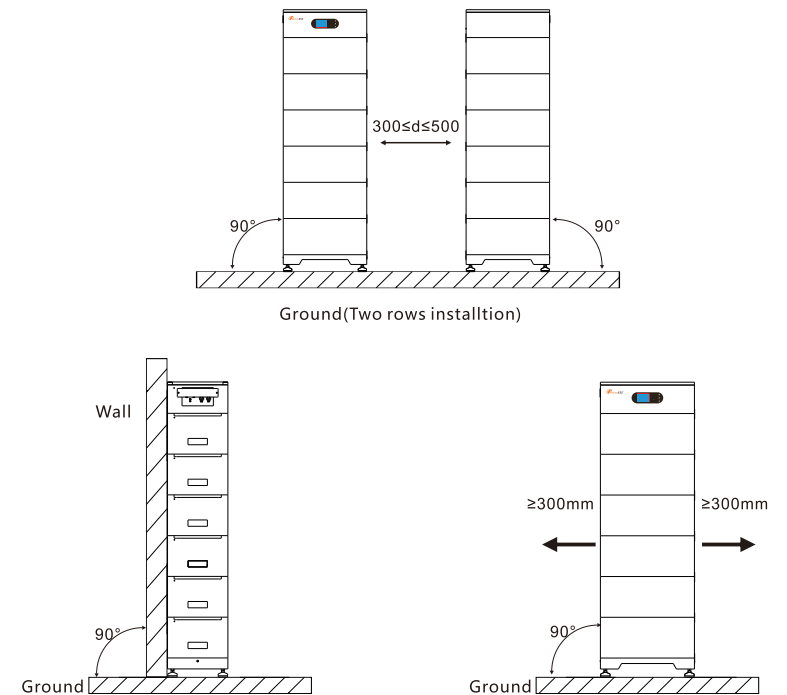 300≤d≤500
90°
90°
Ground(Two rows installtion)
Wall
≥300mm
≥300mm
90°
90°
Ground
Ground